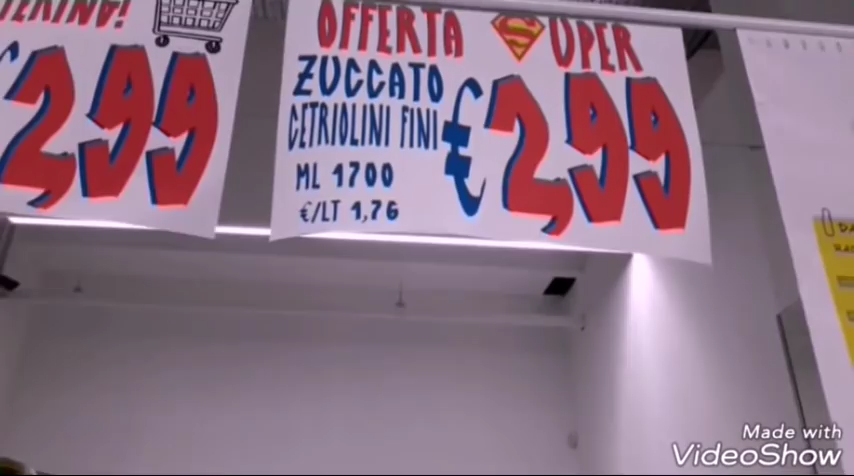 2,99
OFFERTA SUPER
ZUCCATO
CETRIOLINI FINI
ML 1700
€/LT 1,76
€2,99
Made with
VideoShow